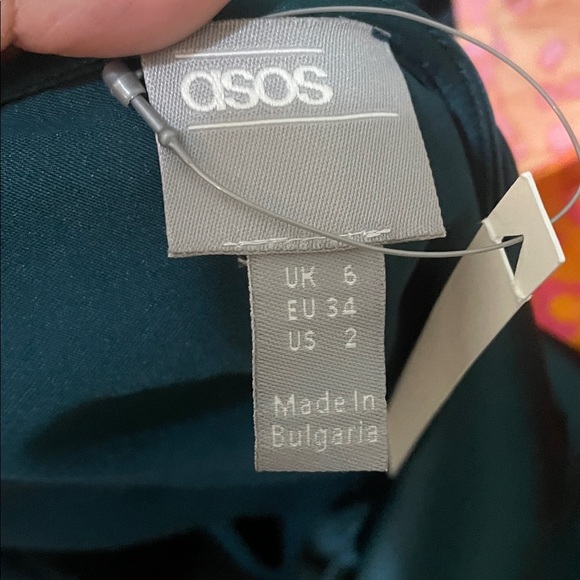 asos
UK 6
EU 34
US 2
Made In
Bulgaria